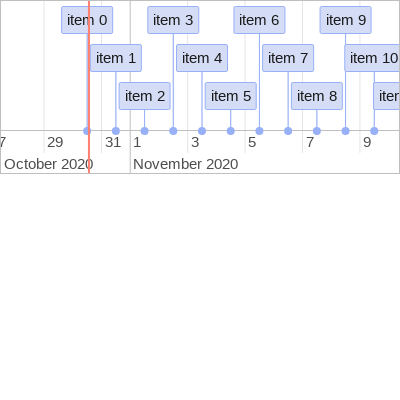 item 0 item 3 item 6 item 9
item 1 item 4 item 7 item 10
item 2 item 5 item 8
7 29 31 1 3 5 7 9
October 2020 November 2020